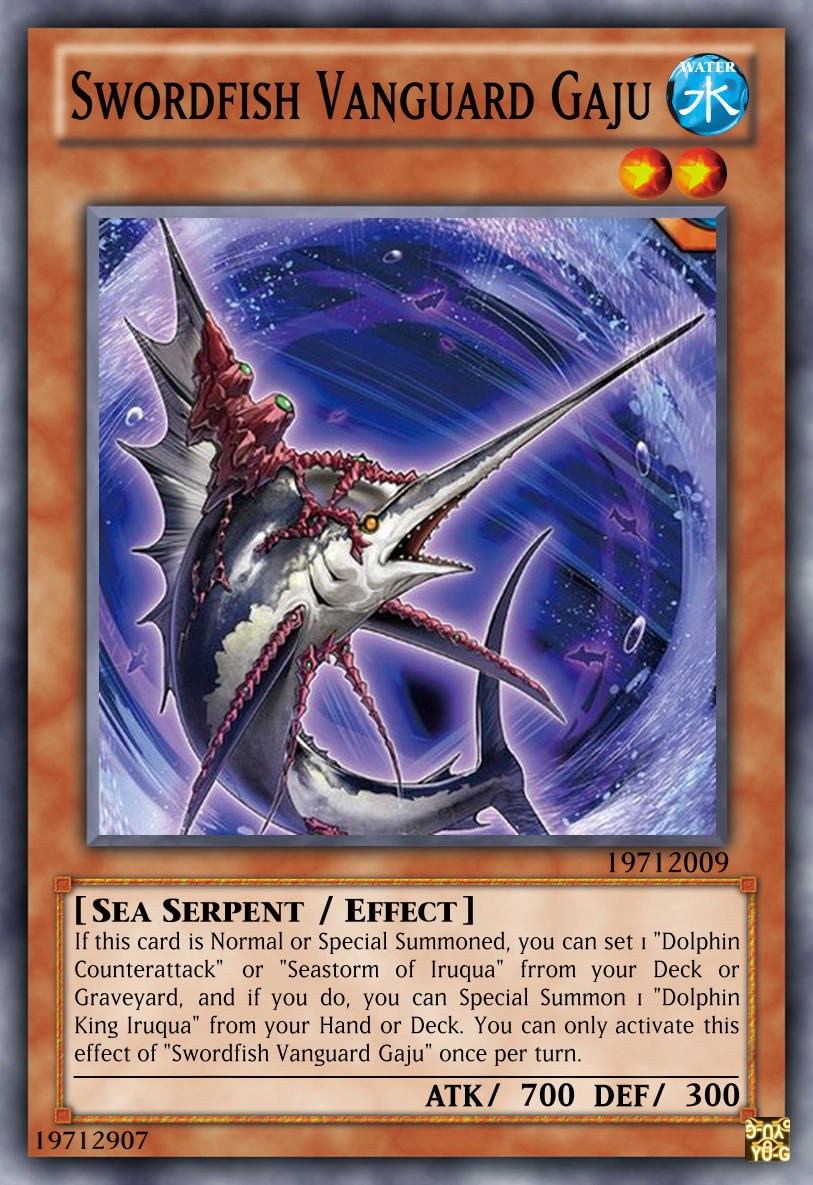 Swordfish Vanguard Gaju
WATER
水
19712009
[ Sea Serpent / Effect ]
If this card is Normal or Special Summoned, you can set 1 "Dolphin
Counterattack" or "Seastorm of Iruqua" frrom your Deck or
Graveyard, and if you do, you can Special Summon 1 "Dolphin
King Iruqua" from your Hand or Deck. You can only activate this
effect of "Swordfish Vanguard Gaju" once per turn.
ATK/ 700 DEF/ 300
19712907
YU-G